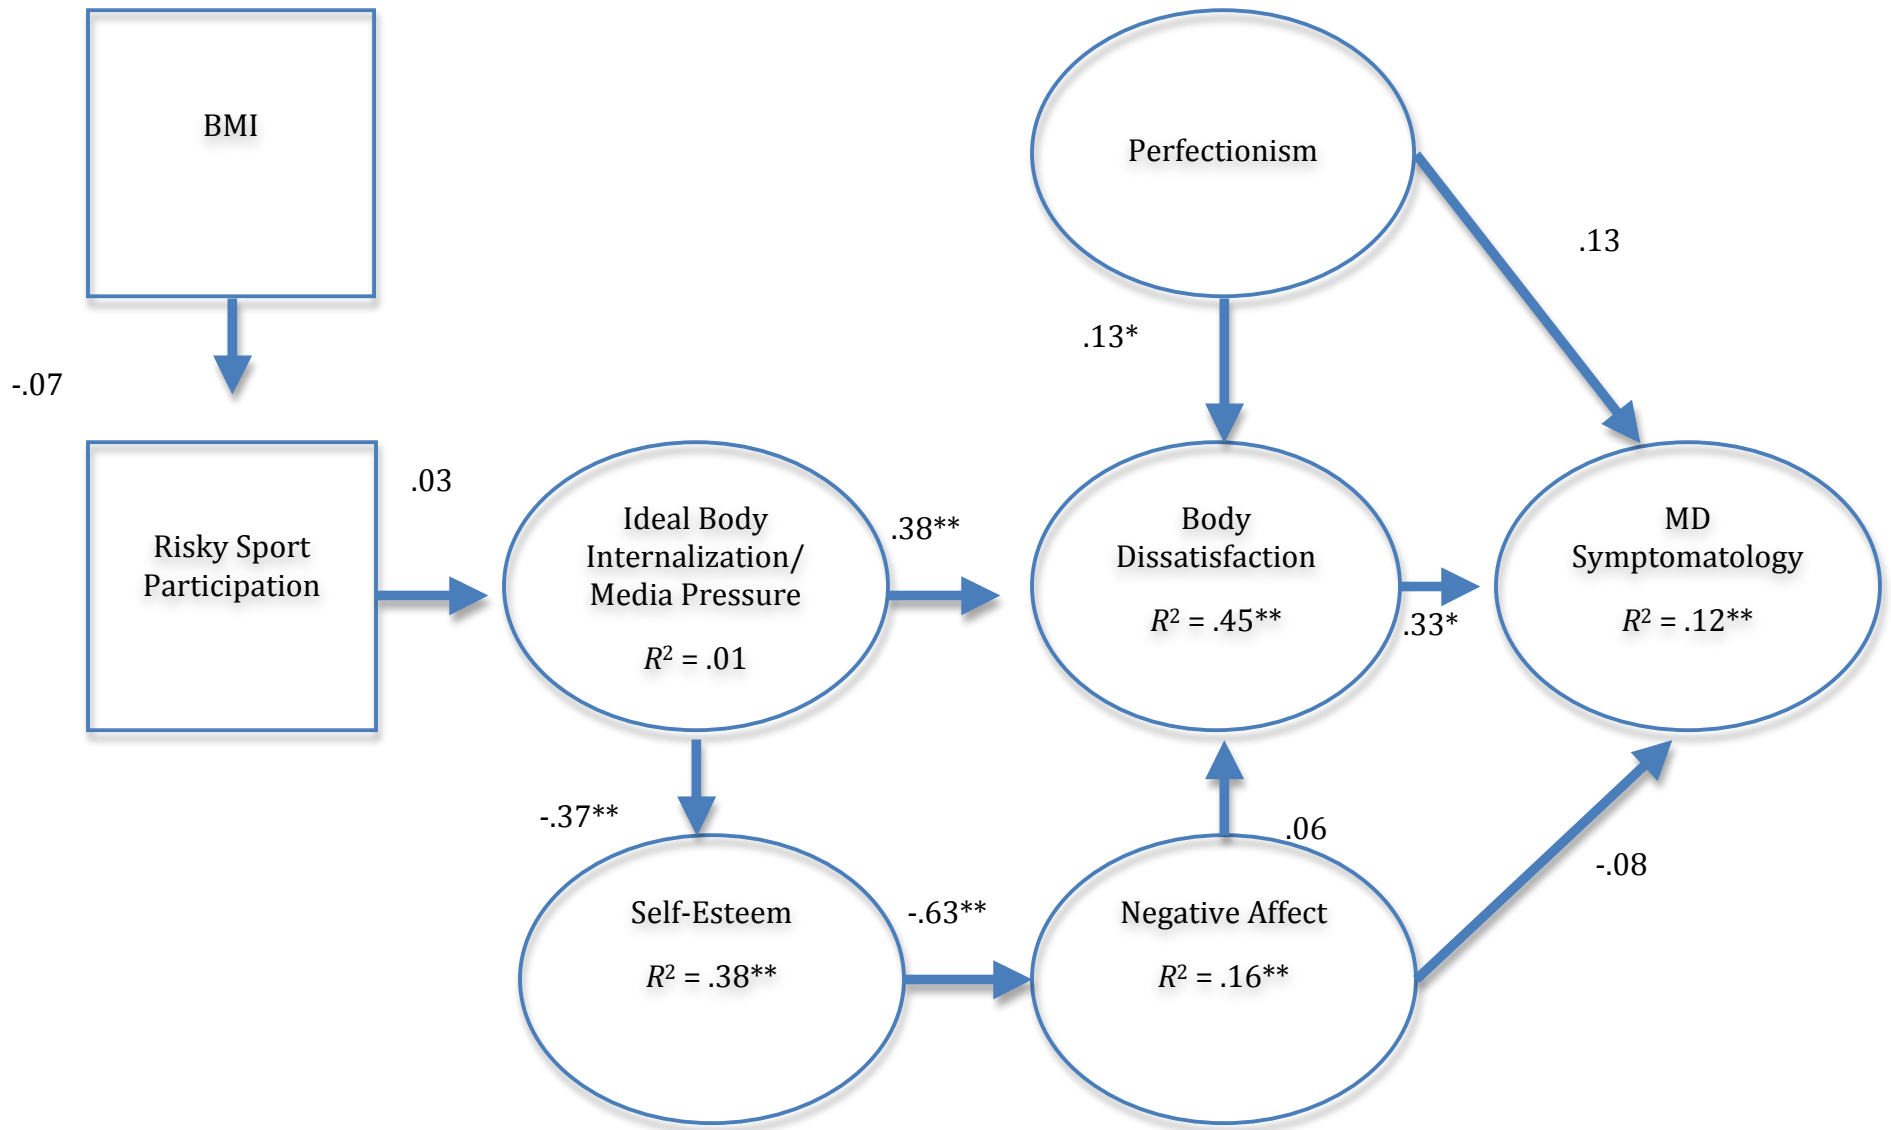 BMI
Perfectionism
.13
.13*
-.07
.03
Risky Sport
Participation
Ideal Body
Internalization/
Media Pressure
R² = .01
.38**
Body
Dissatisfaction
R² = .45**
.33*
MD
Symptomatology
R² = .12**
-.37**
.06
-.08
Self-Esteem
R² = .38**
-.63**
Negative Affect
R² = .16**